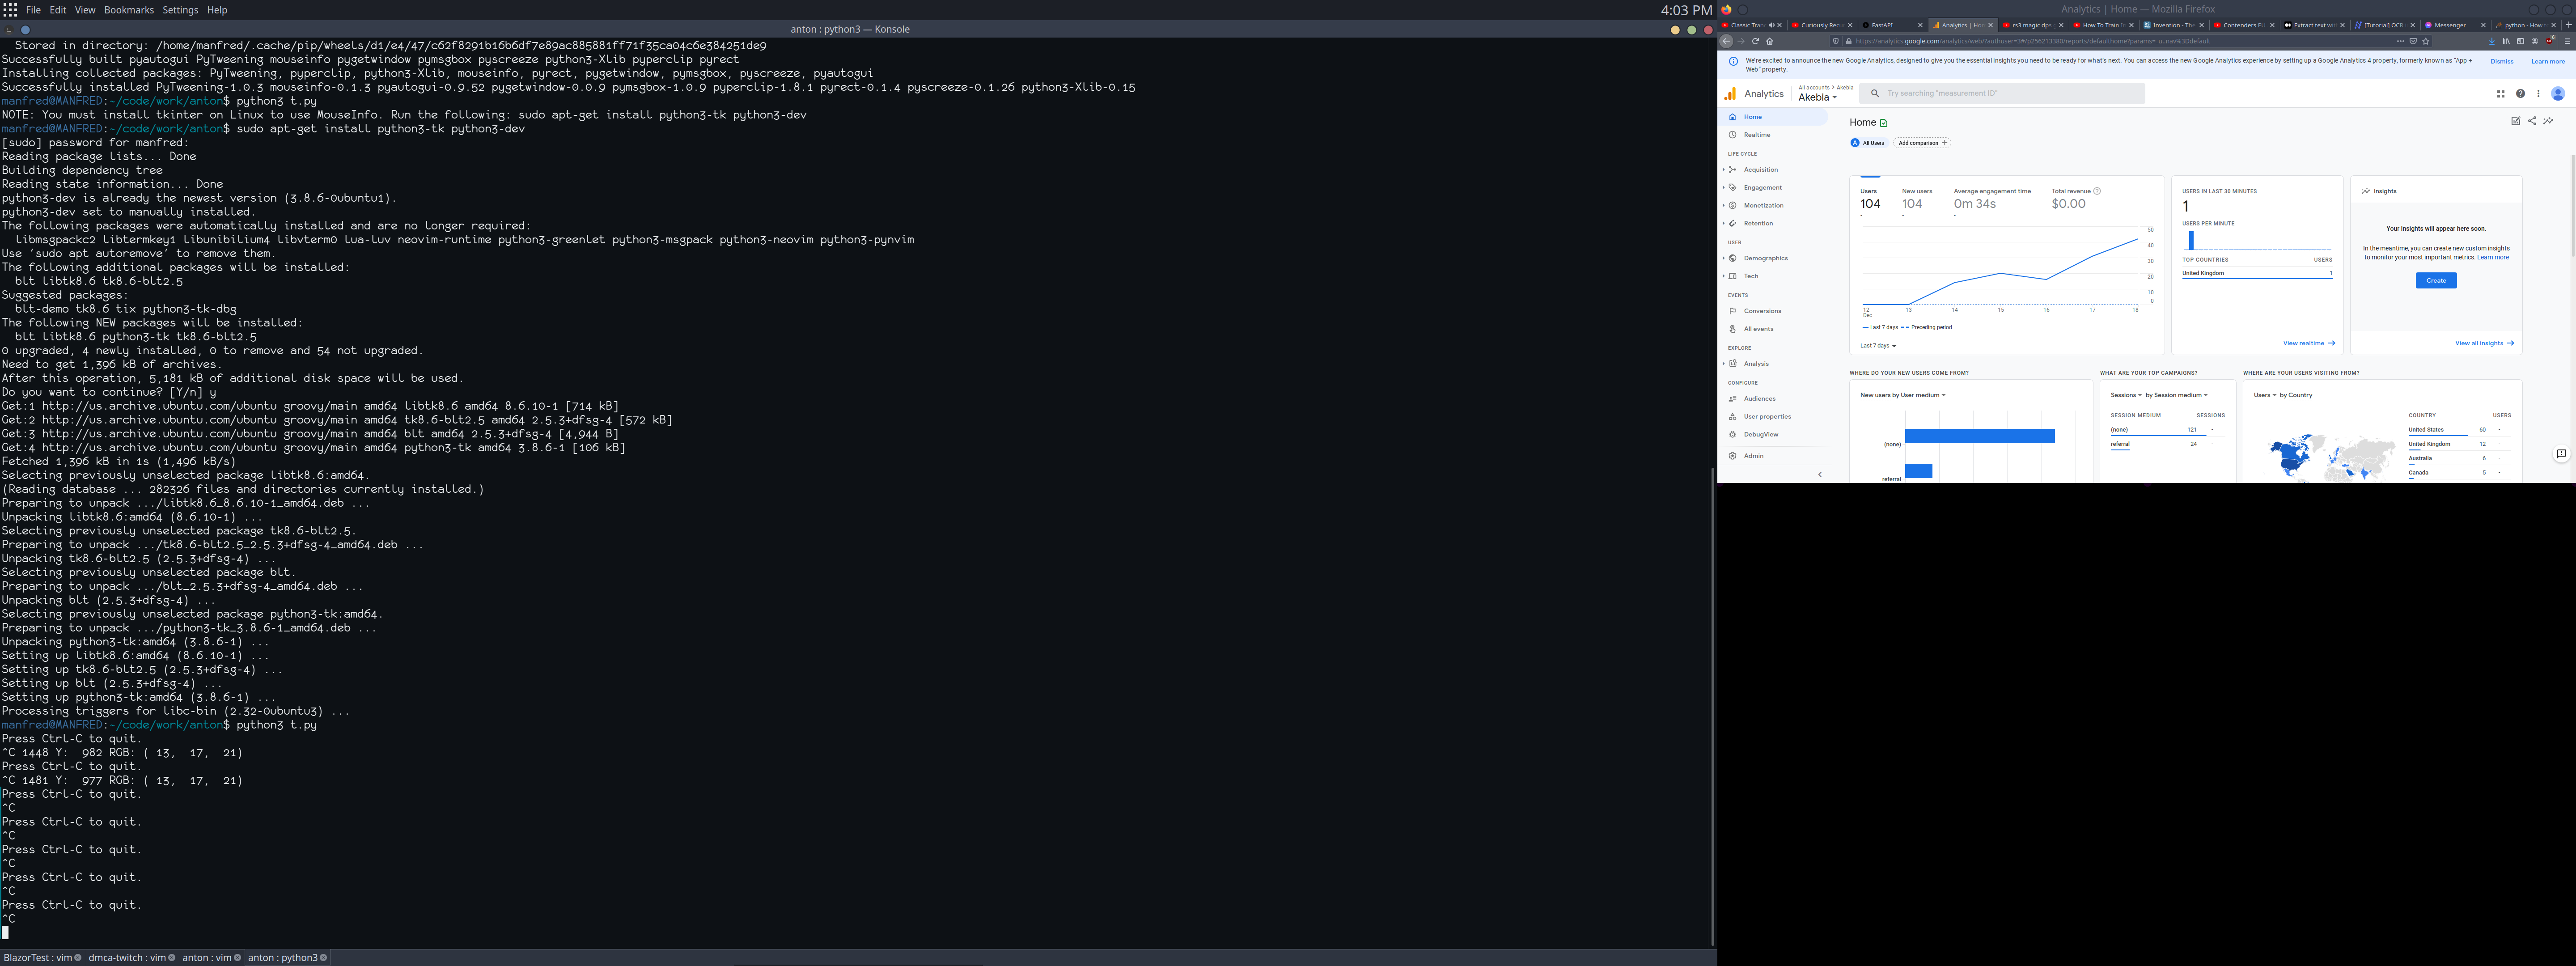 File Edit View Bookmarks Settings Help
4:03 PM
anton : python3 — Konsole
Stored in directory: /home/manfred/.cache/pip/wheels/d1/e4/47/c62f8291b16b6df7e89ac885881ff71f35ca04c6e384251de9
Successfully built pyautogui PyTweening mouseinfo pygetwindow pymsgbox pyscreeze python3-Xlib pyperclip pyrect
Installing collected packages: PyTweening, pyperclip, python3-Xlib, mouseinfo, pyrect, pygetwindow, pymsgbox, pyscreeze, pyautogui
Successfully installed PyTweening-1.0.3 mouseinfo-0.1.3 pyautogui-0.9.52 pygetwindow-0.0.9 pymsgbox-1.0.9 pyperclip-1.8.1 pyrect-0.1.4 pyscreeze-0.1.26 python3-Xlib-0.15
manfred@MANFRED:~/code/work/anton$ python3 t.py
NOTE: You must install tkinter on Linux to use MouseInfo. Run the following: sudo apt-get install python3-tk python3-dev
manfred@MANFRED:~/code/work/anton$ sudo apt-get install python3-tk python3-dev
[sudo] password for manfred:
Reading package lists... Done
Building dependency tree
Reading state information... Done
python3-dev is already the newest version (3.8.6-0ubuntu1).
python3-dev set to manually installed.
The following packages were automatically installed and are no longer required:
libmsgpackc2 libtermkey1 libunibilium4 libvterm0 lua-luv neovim-runtime python3-greenlet python3-msgpack python3-neovim python3-pynvim
Use 'sudo apt autoremove' to remove them.
The following additional packages will be installed:
blt libtk8.6 tk8.6-blt2.5
Suggested packages:
blt-demo tk8.6 tix python3-tk-dbg
The following NEW packages will be installed:
blt libtk8.6 python3-tk tk8.6-blt2.5
0 upgraded, 4 newly installed, 0 to remove and 54 not upgraded.
Need to get 1,396 kB of archives.
After this operation, 5,181 kB of additional disk space will be used.
Do you want to continue? [Y/n] y
Get:1 http://us.archive.ubuntu.com/ubuntu groovy/main amd64 libtk8.6 amd64 8.6.10-1 [714 kB]
Get:2 http://us.archive.ubuntu.com/ubuntu groovy/main amd64 tk8.6-blt2.5 amd64 2.5.3+dfsg-4 [572 kB]
Get:3 http://us.archive.ubuntu.com/ubuntu groovy/main amd64 blt amd64 2.5.3+dfsg-4 [4,944 B]
Get:4 http://us.archive.ubuntu.com/ubuntu groovy/main amd64 python3-tk amd64 3.8.6-1 [106 kB]
Fetched 1,396 kB in 1s (1,496 kB/s)
Selecting previously unselected package libtk8.6:amd64.
(Reading database ... 282326 files and directories currently installed.)
Preparing to unpack .../libtk8.6_8.6.10-1_amd64.deb ...
Unpacking libtk8.6:amd64 (8.6.10-1) ...
Selecting previously unselected package tk8.6-blt2.5.
Preparing to unpack .../tk8.6-blt2.5_2.5.3+dfsg-4_amd64.deb ...
Unpacking tk8.6-blt2.5 (2.5.3+dfsg-4) ...
Selecting previously unselected package blt.
Preparing to unpack .../blt_2.5.3+dfsg-4_amd64.deb ...
Unpacking blt (2.5.3+dfsg-4) ...
Selecting previously unselected package python3-tk:amd64.
Preparing to unpack .../python3-tk_3.8.6-1_amd64.deb ...
Unpacking python3-tk:amd64 (3.8.6-1) ...
Setting up libtk8.6:amd64 (8.6.10-1) ...
Setting up tk8.6-blt2.5 (2.5.3+dfsg-4) ...
Setting up blt (2.5.3+dfsg-4) ...
Setting up python3-tk:amd64 (3.8.6-1) ...
Processing triggers for libc-bin (2.32-0ubuntu3) ...
manfred@MANFRED:~/code/work/anton$ python3 t.py
Press Ctrl-C to quit.
^C 1448 Y:  982 RGB: ( 13,  17,  21)
Press Ctrl-C to quit.
^C 1481 Y:  977 RGB: ( 13,  17,  21)
Press Ctrl-C to quit.
^C
Press Ctrl-C to quit.
^C
Press Ctrl-C to quit.
^C
Press Ctrl-C to quit.
^C
Press Ctrl-C to quit.
^C
BlazorTest : vim dmca-twitch : vim anton : vim anton : python3
Analytics | Home — Mozilla Firefox
Classic Tran Curiously Recu FastAPI Analytics | Ho rs3 magic dps How To Train Invention - The Contenders EU Extract text wit [Tutorial] OCR Messenger python - How t
We're excited to announce the new Google Analytics, designed to give you the essential insights you need to be ready for what's next. You can access the new Google Analytics experience by setting up a Google Analytics 4 property, formerly known as "App +
Web" property.
Dismiss Learn more
Analytics
All accounts > Akebia
Akebia
Try searching "measurement ID"
Home
Realtime
LIFE CYCLE
Acquisition
Engagement
Monetization
Retention
USER
Demographics
Tech
EVENTS
Conversions
All events
EXPLORE
Analysis
CONFIGURE
Audiences
User properties
DebugView
Admin
Home
A All Users Add comparison +
Users New users Average engagement time Total revenue
104 104 0m 34s $0.00
50
40
30
20
10
0
12 13 14 15 16 17 18
Dec
Last 7 days Preceding period
Last 7 days
USERS IN LAST 30 MINUTES
1
USERS PER MINUTE
TOP COUNTRIES USERS
United Kingdom 1
View realtime
Insights
Your Insights will appear here soon.
In the meantime, you can create new custom insights
to monitor your most important metrics. Learn more
Create
View all insights
WHERE DO YOUR NEW USERS COME FROM?
New users by User medium
(none)
referral
WHAT ARE YOUR TOP CAMPAIGNS?
Sessions by Session medium
SESSION MEDIUM SESSIONS
(none) 121 -
referral 24 -
WHERE ARE YOUR USERS VISITING FROM?
Users by Country
COUNTRY USERS
United States 60 -
United Kingdom 12 -
Australia 6 -
Canada 5 -